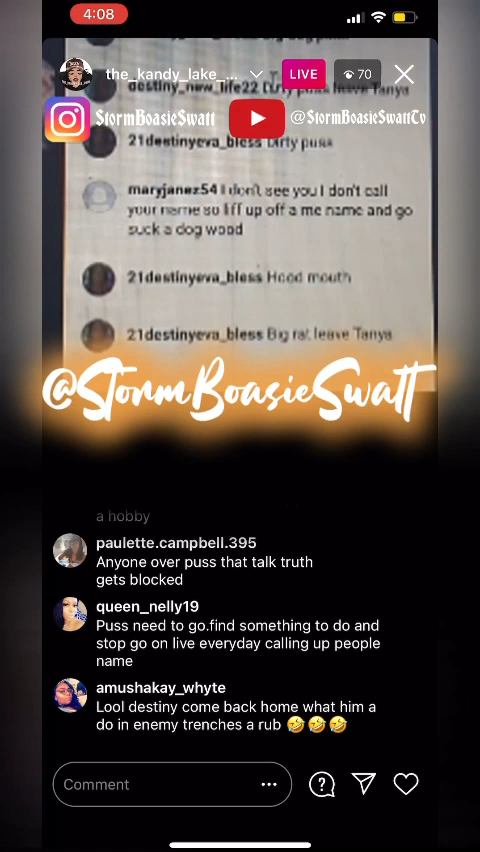 4:08
the_kandy_lake_...
LIVE
70
destiny_new_life22 Dirty puss leave Tanya
StormBoasieSwatt
@StormBoasieSwattTv
21destinyeva_bless Dirty puss
maryjanez54 I don't see you I don't call
your name so liff up off a me name and go
suck a dog wood
21destinyeva_bless Hood mouth
21destinyeva_bless Big rat leave Tanya
@StormBoasieSwatt
a hobby
paulette.campbell.395
Anyone over puss that talk truth
gets blocked
queen_nelly19
Puss need to go.find something to do and
stop go on live everyday calling up people
name
amushakay_whyte
Lool destiny come back home what him a
do in enemy trenches a rub 🤣🤣🤣
Comment